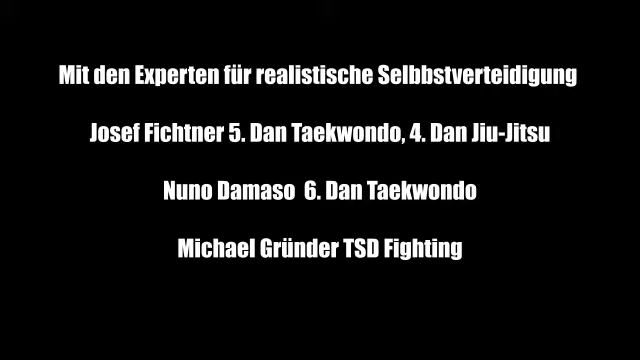 Mit den Experten für realistische Selbbstverteidigung
Josef Fichtner 5. Dan Taekwondo, 4. Dan Jiu-Jitsu
Nuno Damaso  6. Dan Taekwondo
Michael Gründer TSD Fighting